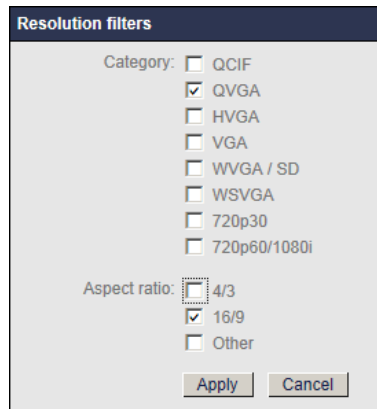 Resolution filters
Category: QCIF
QVGA
HVGA
VGA
WVGA / SD
WSVGA
720p30
720p60/1080i
Aspect ratio: 4/3
16/9
Other
Apply Cancel